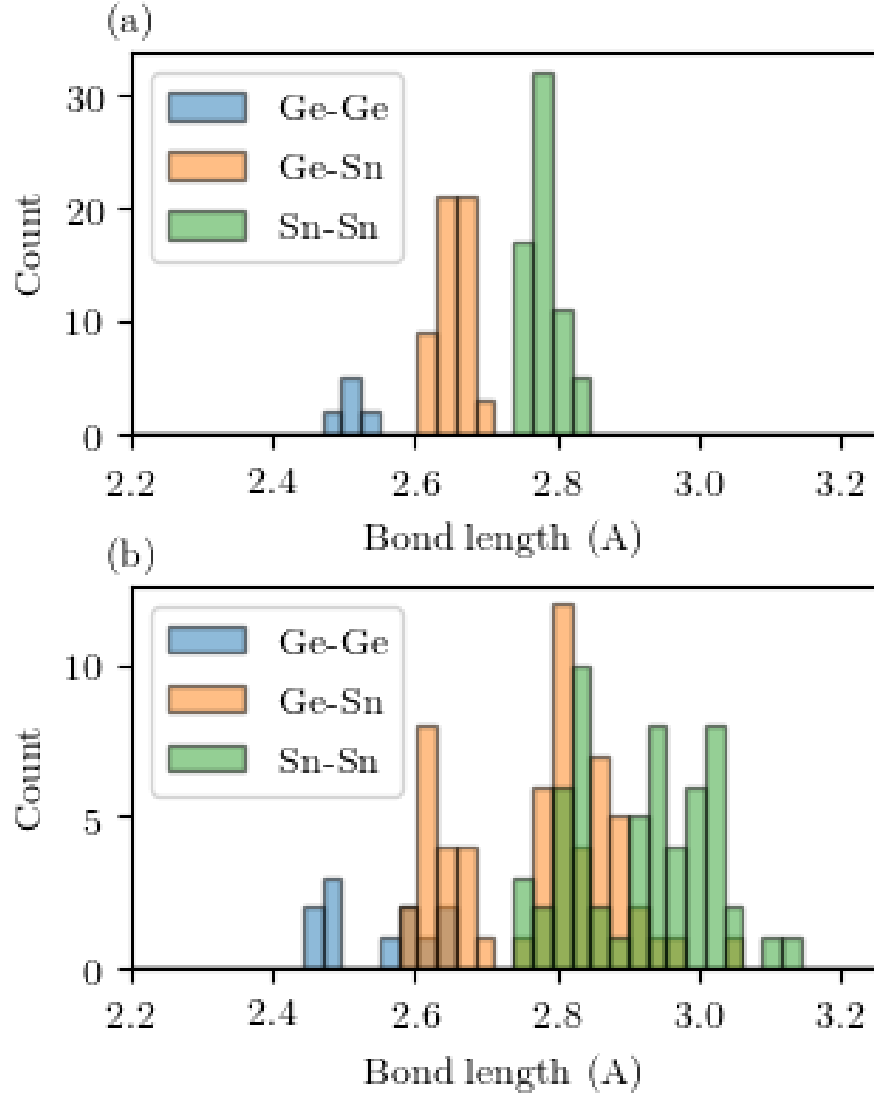 (a)
30
20
10
0
Count
Ge-Ge
Ge-Sn
Sn-Sn
2.2 2.4 2.6 2.8 3.0 3.2
Bond length (A)
(b)
10
5
0
Count
Ge-Ge
Ge-Sn
Sn-Sn
2.2 2.4 2.6 2.8 3.0 3.2
Bond length (A)